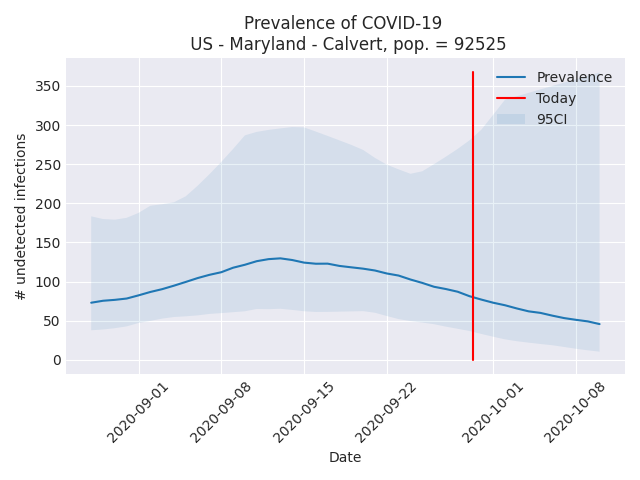 Prevalence of COVID-19
US - Maryland - Calvert, pop. = 92525
350
300
250
200
150
100
50
0
# undetected infections
Prevalence
Today
95CI
2020-09-01
2020-09-08
2020-09-15
2020-09-22
2020-10-01
2020-10-08
Date